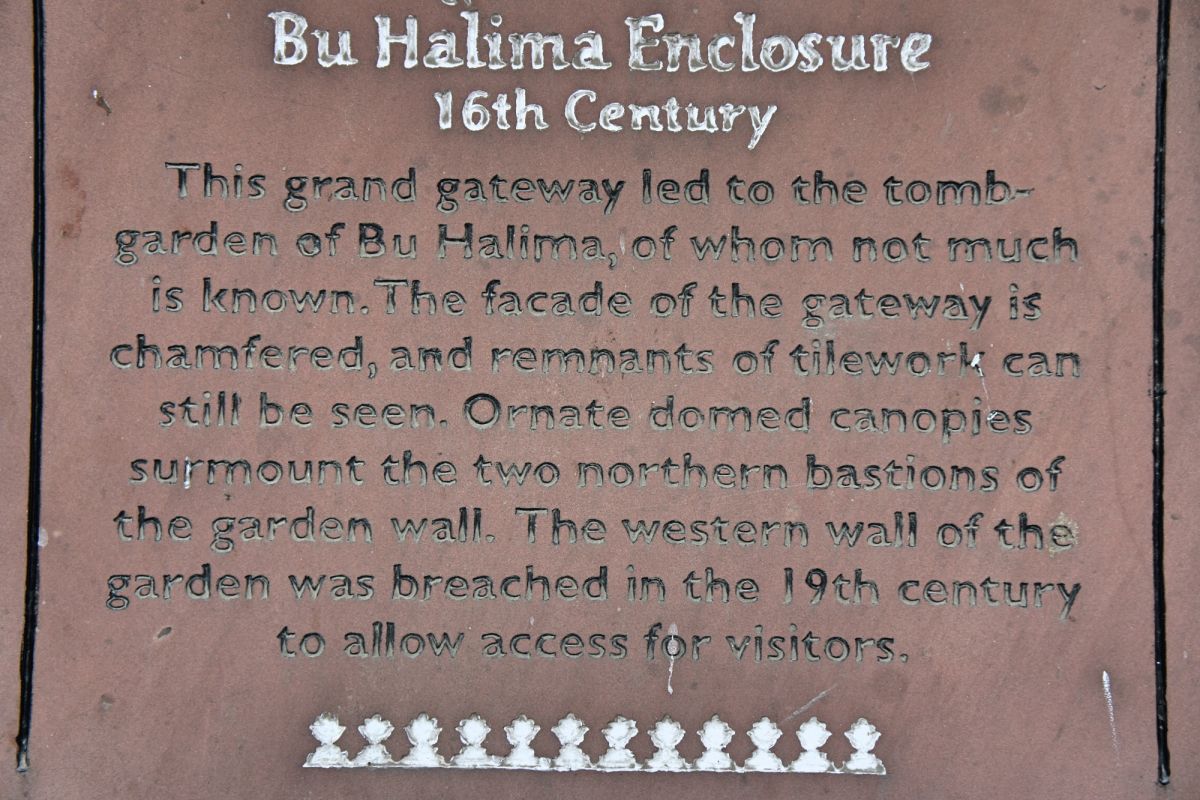 Bu Halima Enclosure
16th Century
This grand gateway led to the tomb-
garden of Bu Halima, of whom not much
is known. The facade of the gateway is
chamfered, and remnants of tilework can
still be seen. Ornate domed canopies
surmount the two northern bastions of
the garden wall. The western wall of the
garden was breached in the 19th century
to allow access for visitors.